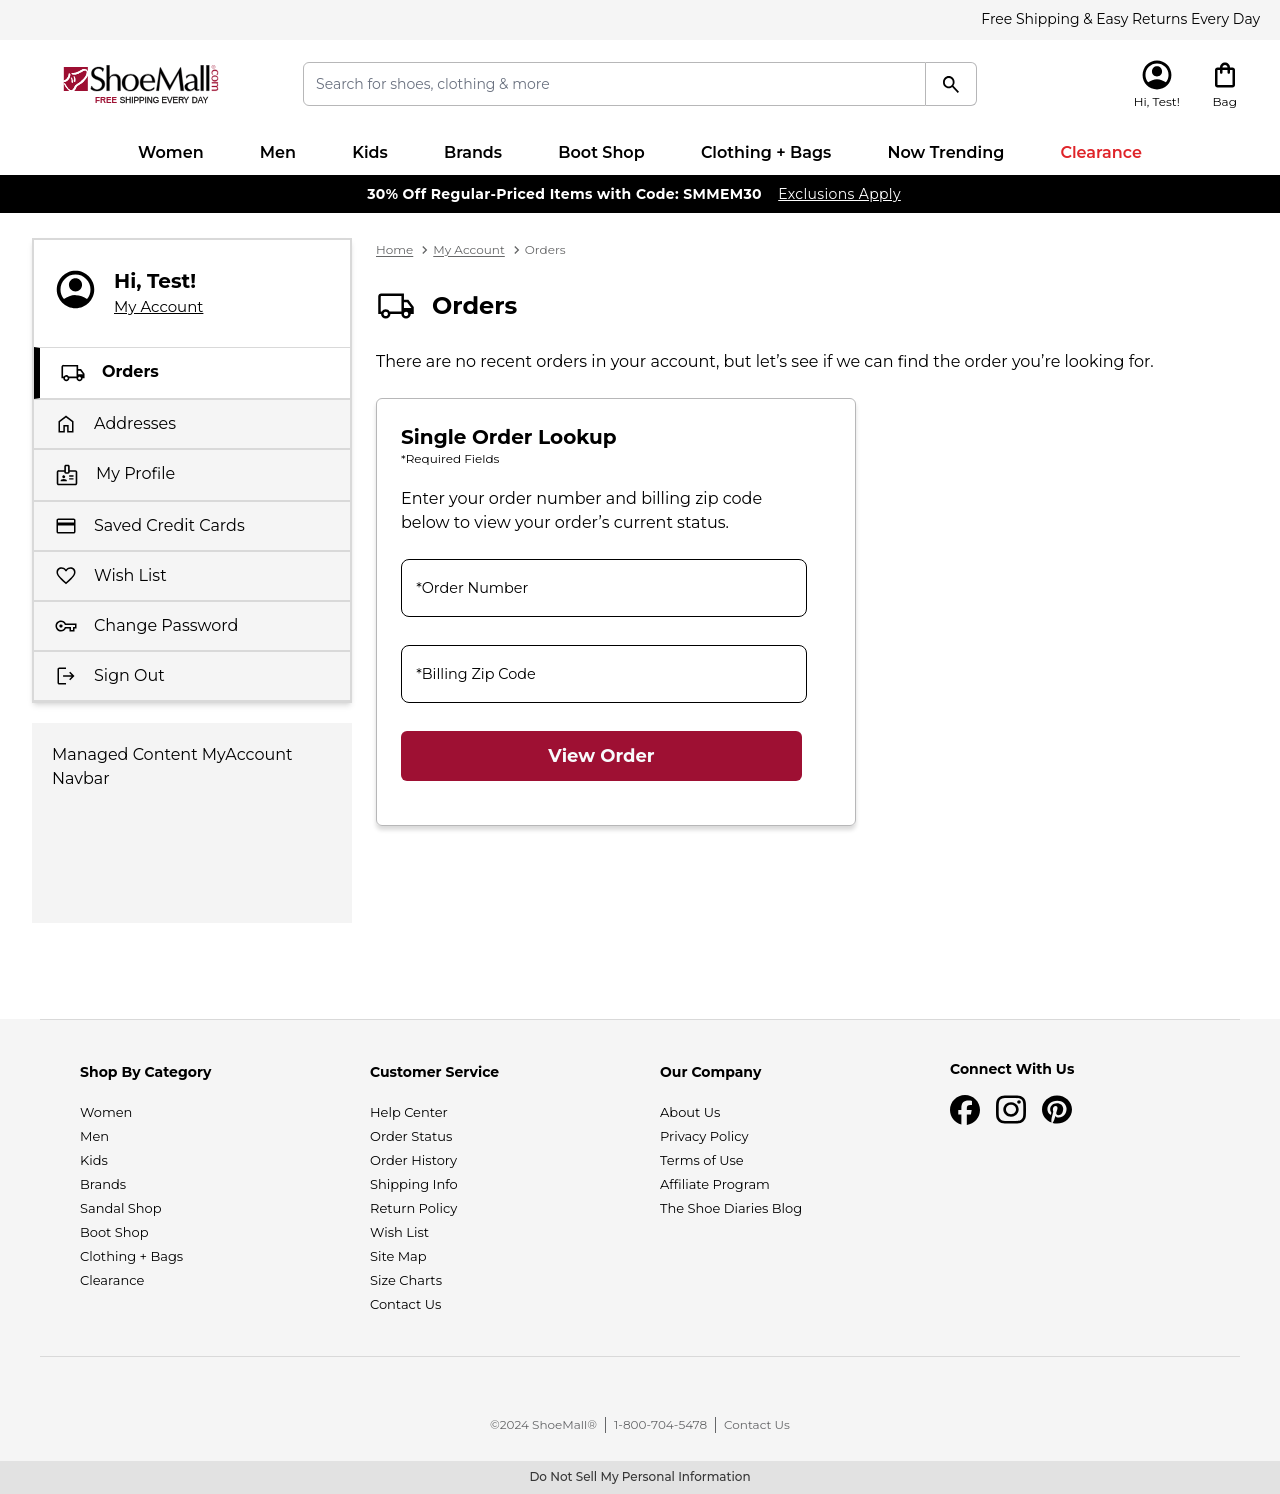 Free Shipping & Easy Returns Every Day
ShoeMall.com
FREE SHIPPING EVERY DAY
Search for shoes, clothing & more
Hi, Test!
Bag
Women Men Kids Brands Boot Shop Clothing + Bags Now Trending Clearance
30% Off Regular-Priced Items with Code: SMMEM30 Exclusions Apply
Hi, Test!
My Account
Orders
Addresses
My Profile
Saved Credit Cards
Wish List
Change Password
Sign Out
Managed Content MyAccount
Navbar
Home > My Account > Orders
Orders
There are no recent orders in your account, but let’s see if we can find the order you’re looking for.
Single Order Lookup
*Required Fields
Enter your order number and billing zip code
below to view your order’s current status.
*Order Number
*Billing Zip Code
View Order
Shop By Category
Women
Men
Kids
Brands
Sandal Shop
Boot Shop
Clothing + Bags
Clearance
Customer Service
Help Center
Order Status
Order History
Shipping Info
Return Policy
Wish List
Site Map
Size Charts
Contact Us
Our Company
About Us
Privacy Policy
Terms of Use
Affiliate Program
The Shoe Diaries Blog
Connect With Us
©2024 ShoeMall® | 1-800-704-5478 | Contact Us
Do Not Sell My Personal Information